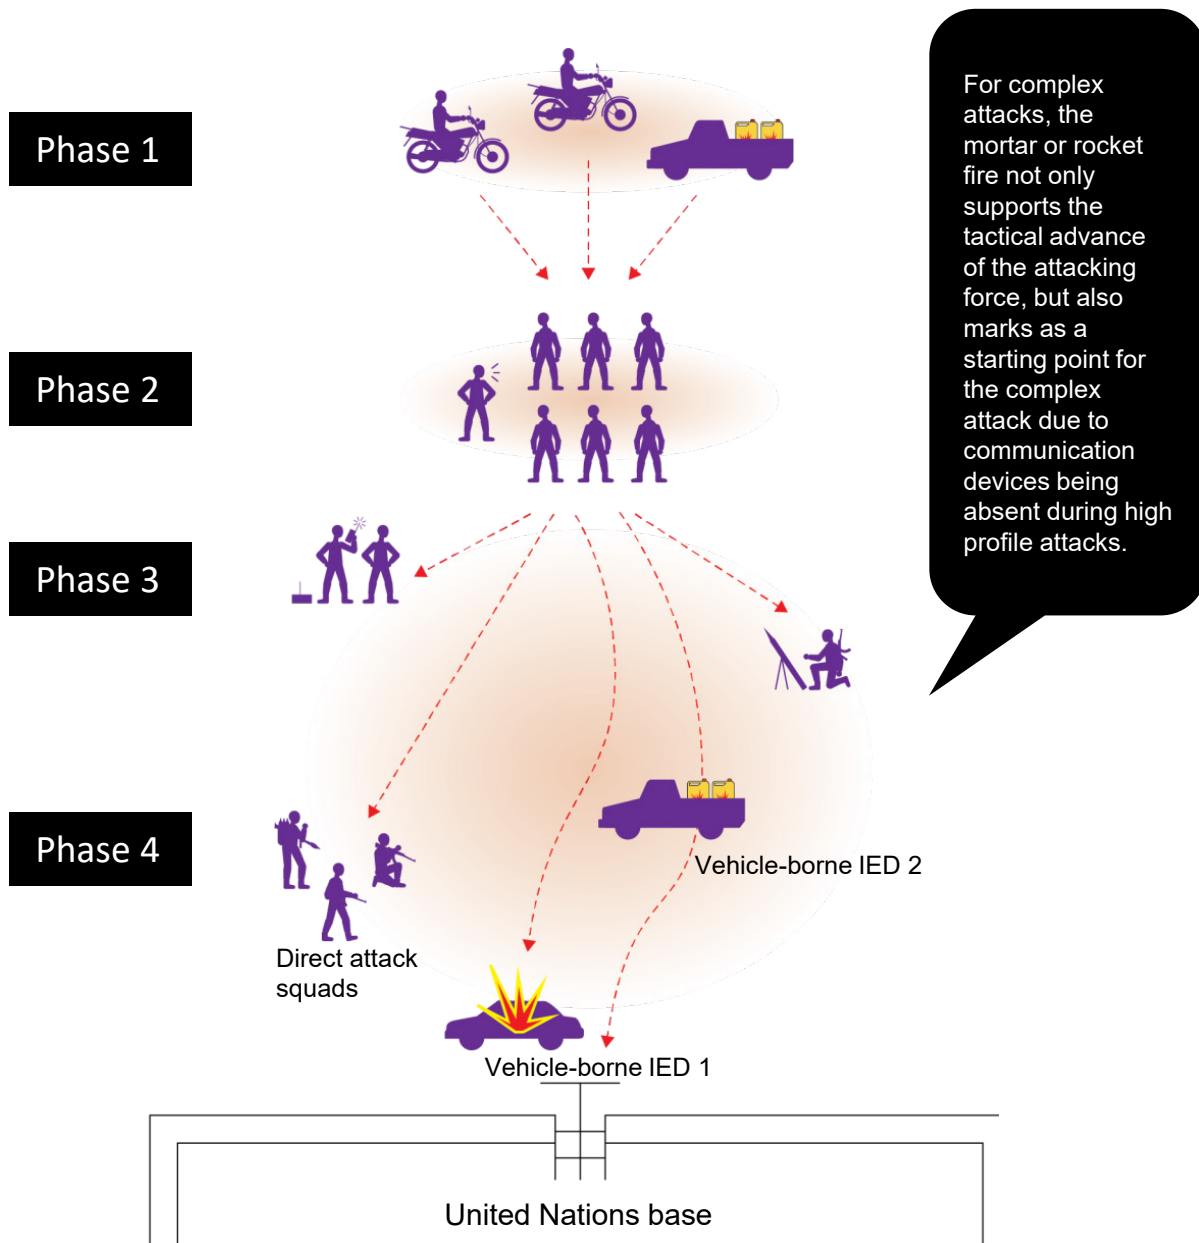 Phase 1
For complex
attacks, the
mortar or rocket
fire not only
supports the
tactical advance
of the attacking
force, but also
marks as a
starting point for
the complex
attack due to
communication
devices being
absent during high
profile attacks.
Phase 2
Phase 3
Phase 4
Vehicle-borne IED 2
Direct attack
squads
Vehicle-borne IED 1
United Nations base